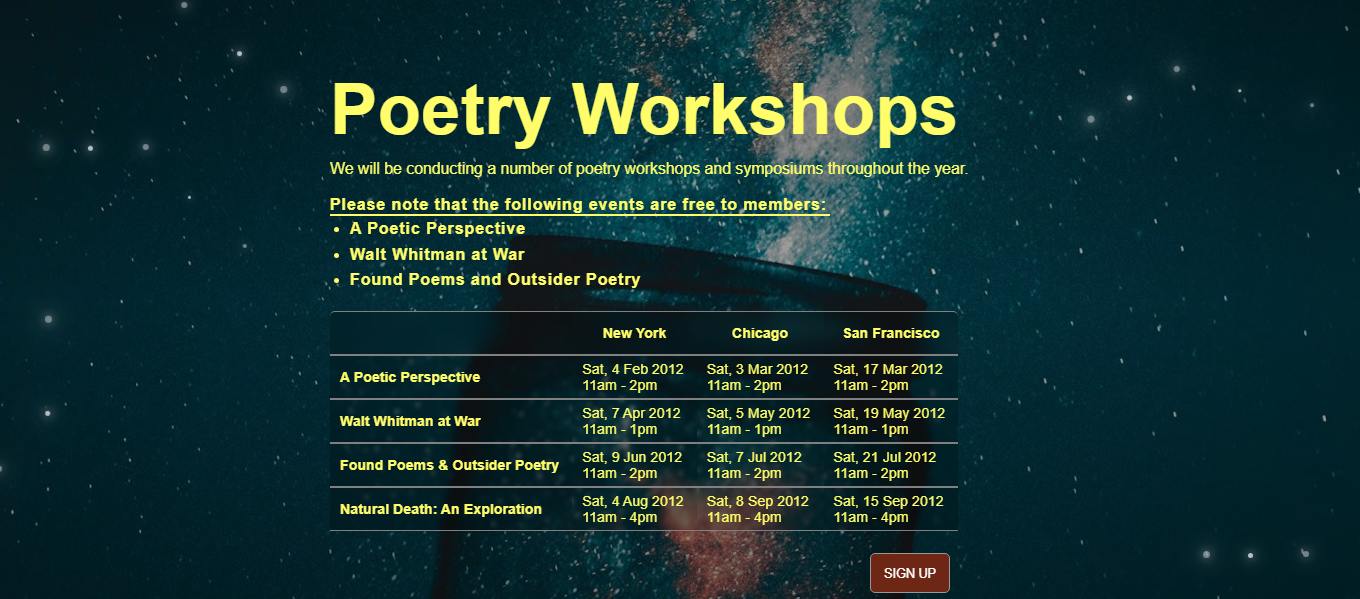 Poetry Workshops
We will be conducting a number of poetry workshops and symposiums throughout the year.
Please note that the following events are free to members:
• A Poetic Perspective
• Walt Whitman at War
• Found Poems and Outsider Poetry
New York Chicago San Francisco
A Poetic Perspective
Sat, 4 Feb 2012
11am - 2pm
Sat, 3 Mar 2012
11am - 2pm
Sat, 17 Mar 2012
11am - 2pm
Walt Whitman at War
Sat, 7 Apr 2012
11am - 1pm
Sat, 5 May 2012
11am - 1pm
Sat, 19 May 2012
11am - 1pm
Found Poems & Outsider Poetry
Sat, 9 Jun 2012
11am - 2pm
Sat, 7 Jul 2012
11am - 2pm
Sat, 21 Jul 2012
11am - 2pm
Natural Death: An Exploration
Sat, 4 Aug 2012
11am - 4pm
Sat, 8 Sep 2012
11am - 4pm
Sat, 15 Sep 2012
11am - 4pm
SIGN UP